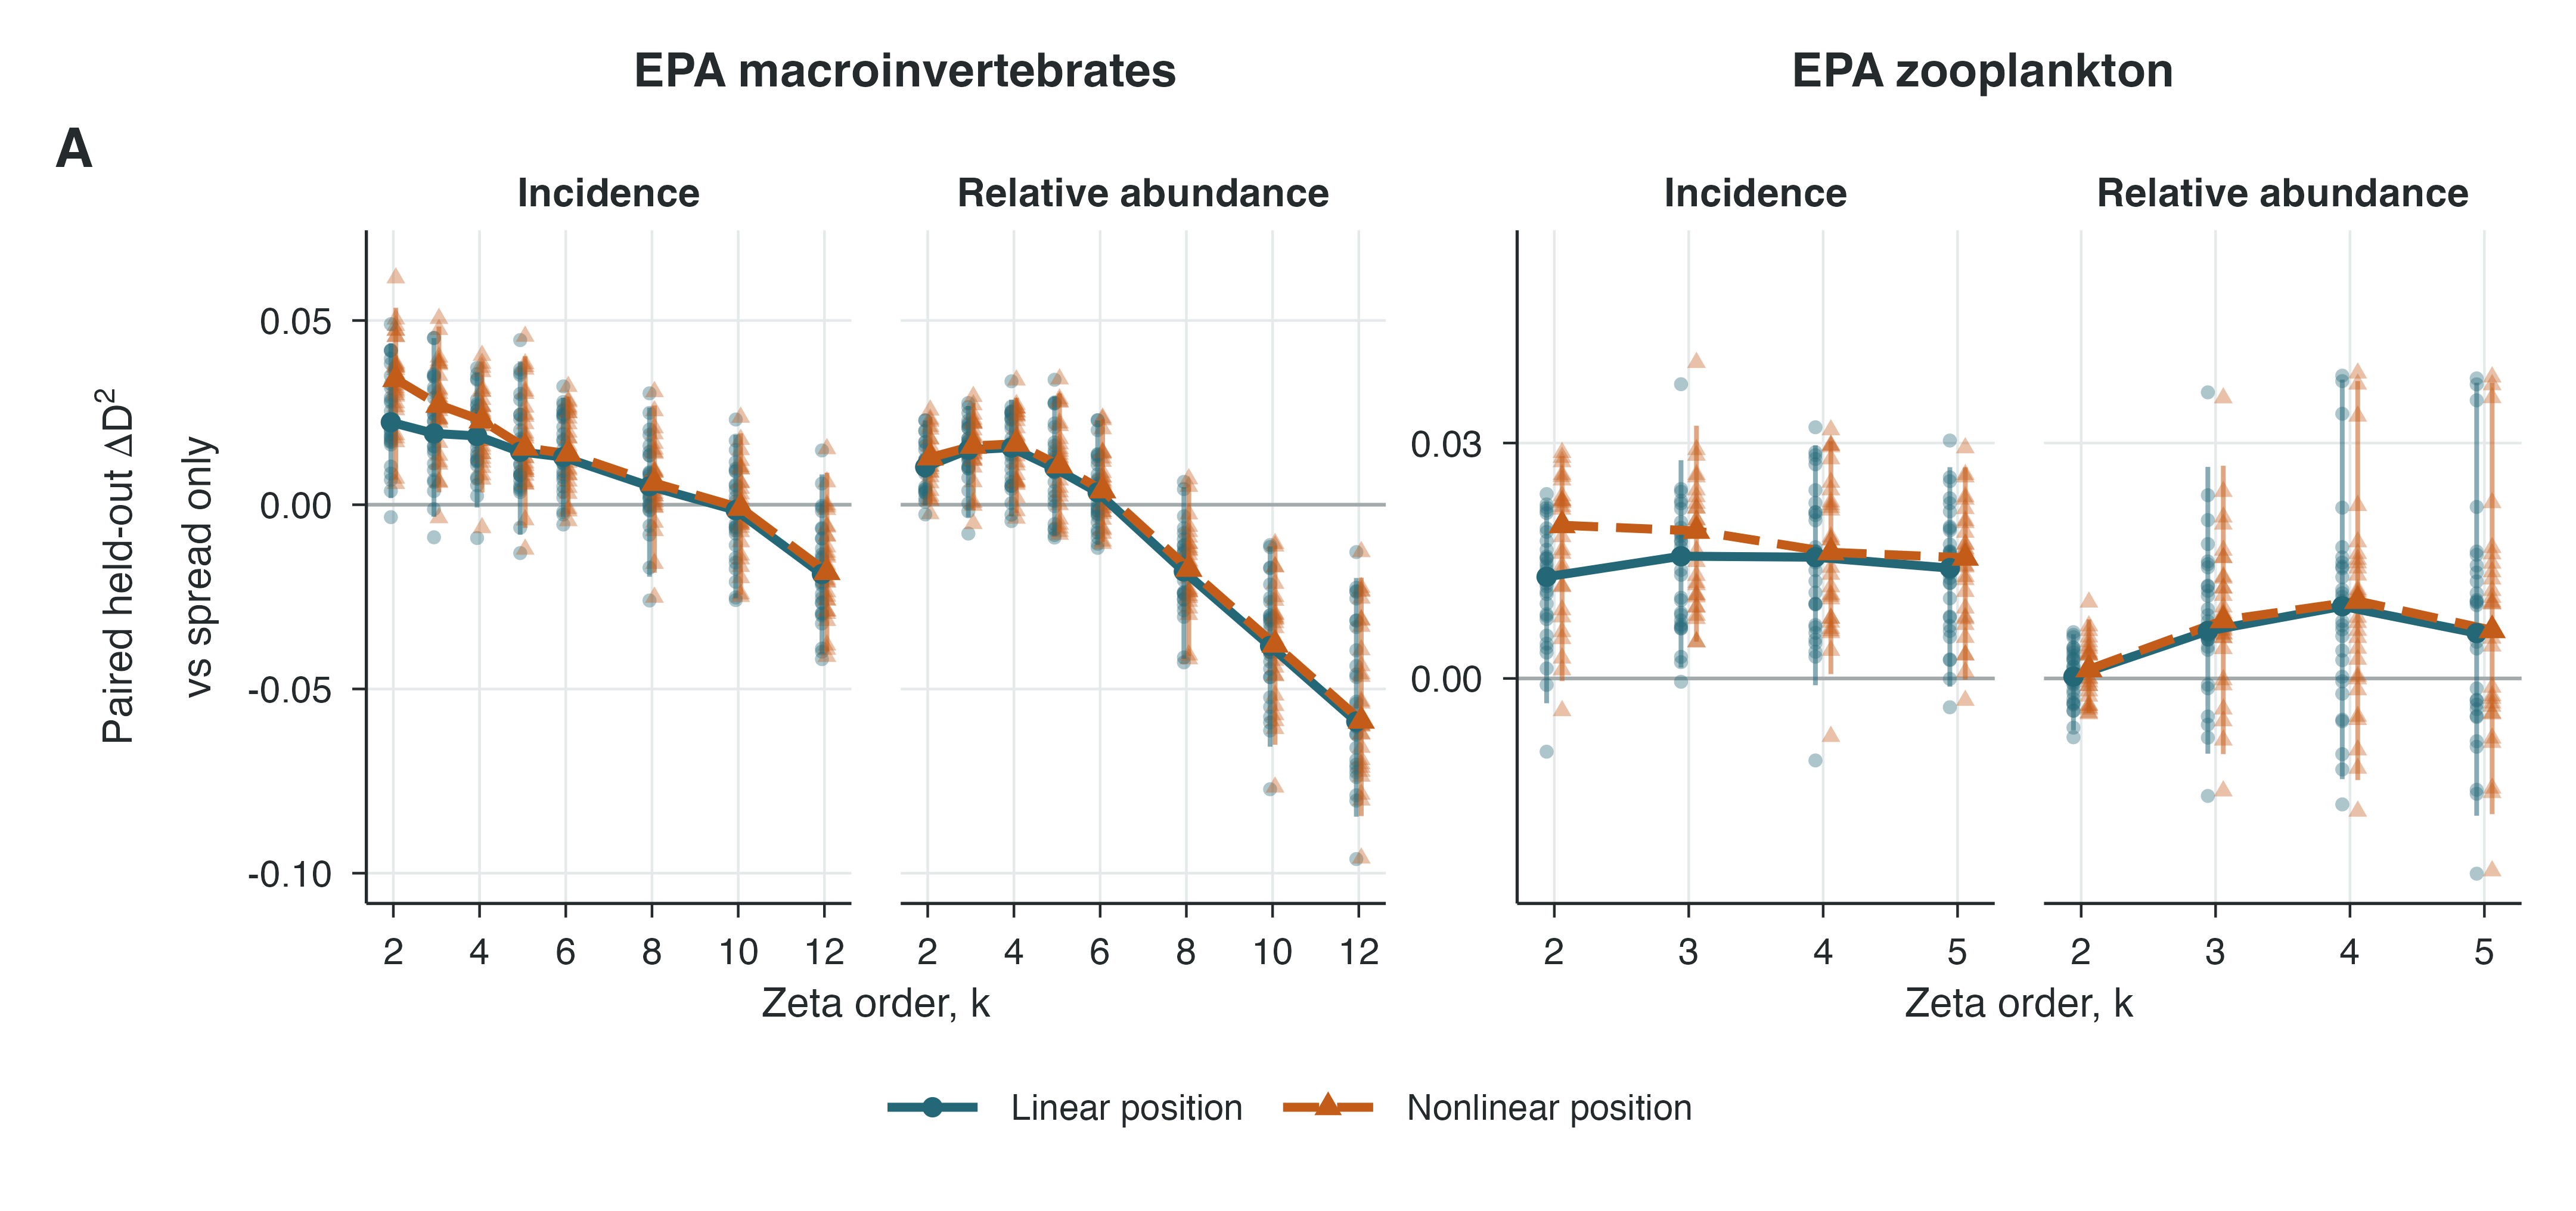 EPA macroinvertebrates
EPA zooplankton
A
Incidence
Relative abundance
Incidence
Relative abundance
Paired held-out ΔD²
vs spread only
0.05
0.00
-0.05
-0.10
0.03
0.00
2 4 6 8 10 12
2 4 6 8 10 12
2 3 4 5
2 3 4 5
Zeta order, k
Zeta order, k
Linear position
Nonlinear position